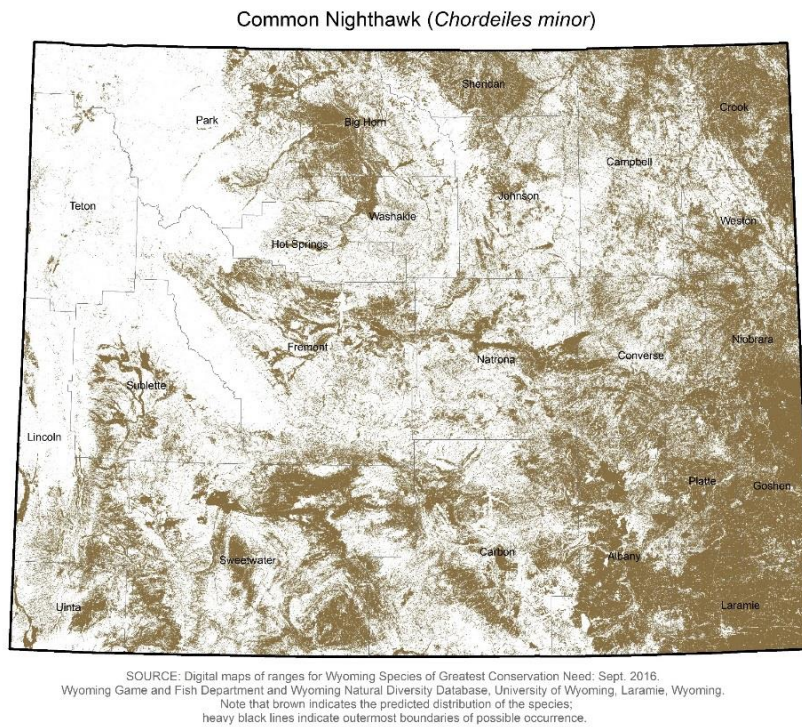 Common Nighthawk (Chordeiles minor)
Sheridan
Park
Big Horn
Crook
Campbell
Teton
Johnson
Washakie
Weston
Hot Springs
Niobrara
Fremont
Natrona
Converse
Sublette
Lincoln
Platte
Goshen
Sweetwater
Carbon
Albany
Uinta
Laramie
SOURCE: Digital maps of ranges for Wyoming Species of Greatest Conservation Need: Sept. 2016.
Wyoming Game and Fish Department and Wyoming Natural Diversity Database, University of Wyoming, Laramie, Wyoming.
Note that brown indicates the predicted distribution of the species;
heavy black lines indicate outermost boundaries of possible occurrence.